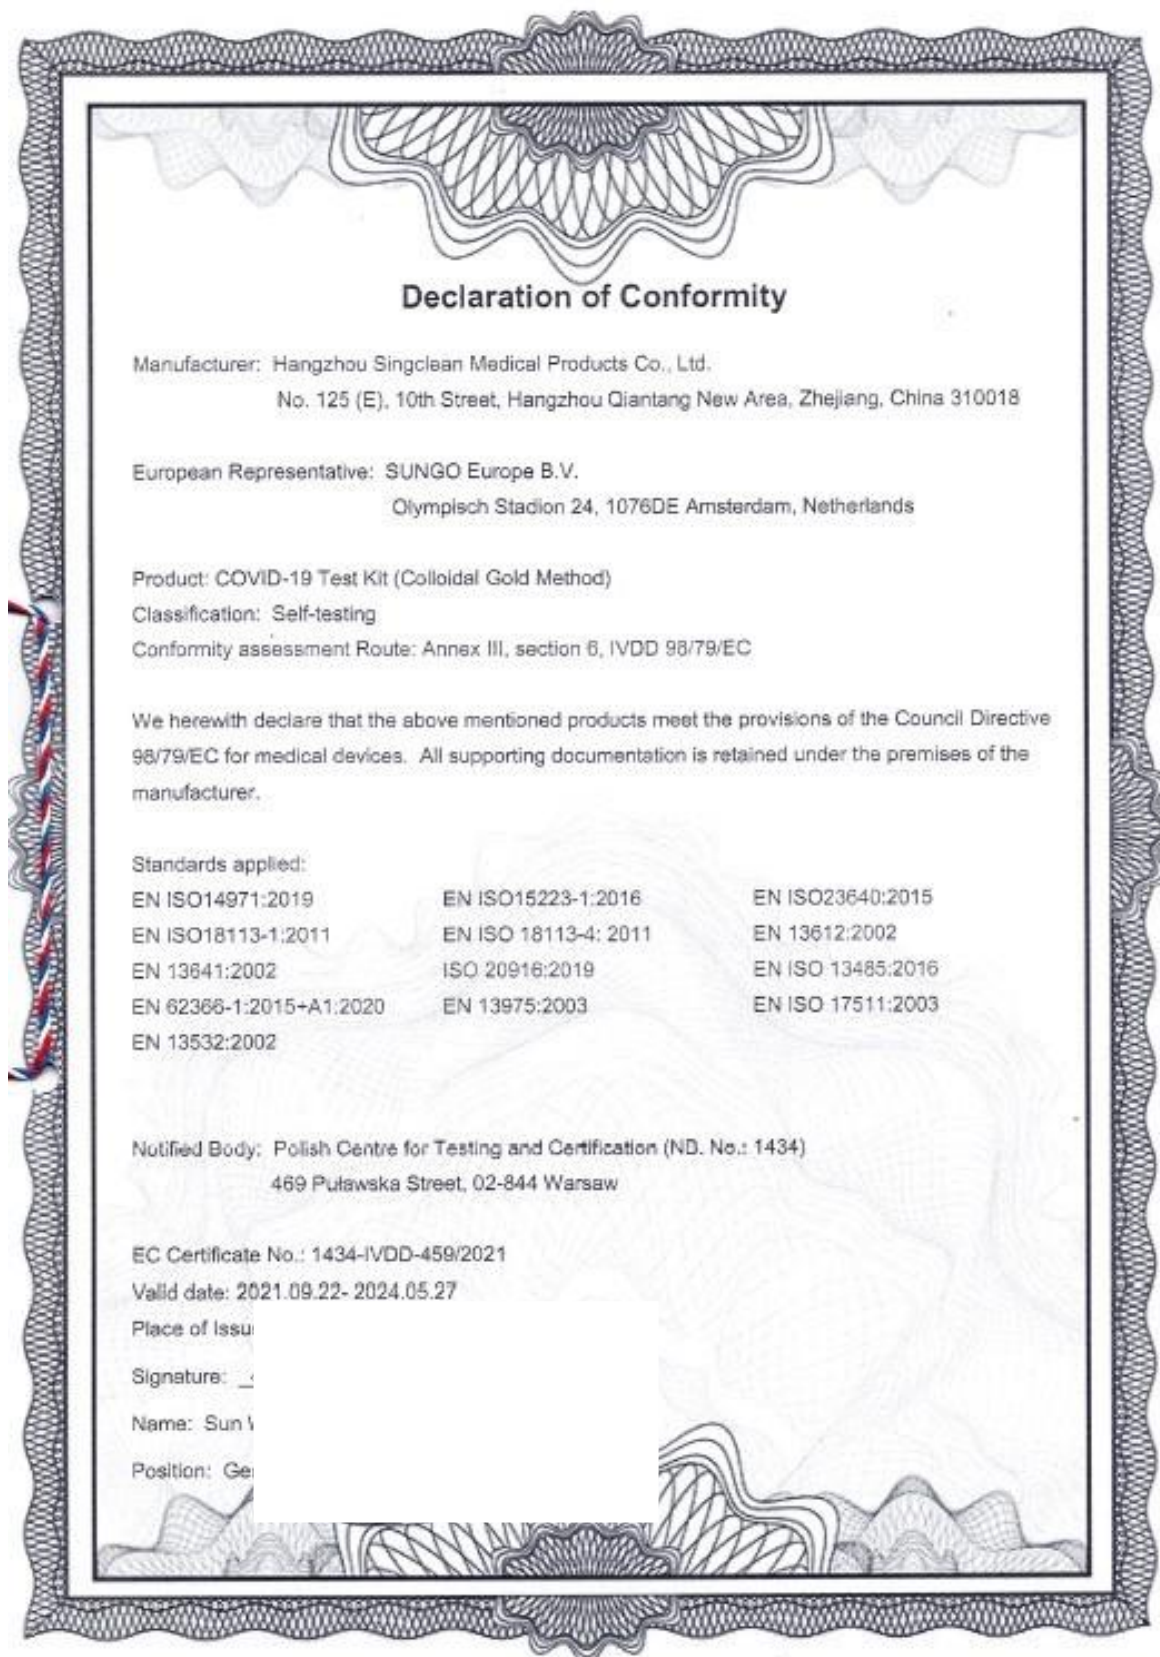 Declaration of Conformity
Manufacturer: Hangzhou Singclean Medical Products Co., Ltd.
No. 125 (E), 10th Street, Hangzhou Qiantang New Area, Zhejiang, China 310018
European Representative: SUNGO Europe B.V.
Olympisch Stadion 24, 1076DE Amsterdam, Netherlands
Product: COVID-19 Test Kit (Colloidal Gold Method)
Classification: Self-testing
Conformity assessment Route: Annex III, section 6, IVDD 98/79/EC
We herewith declare that the above mentioned products meet the provisions of the Council Directive
98/79/EC for medical devices. All supporting documentation is retained under the premises of the
manufacturer.
Standards applied:
EN ISO14971:2019 EN ISO15223-1:2016 EN ISO23640:2015
EN ISO18113-1:2011 EN ISO 18113-4: 2011 EN 13612:2002
EN 13641:2002 ISO 20916:2019 EN ISO 13485:2016
EN 62366-1:2015+A1:2020 EN 13975:2003 EN ISO 17511:2003
EN 13532:2002
Notified Body: Polish Centre for Testing and Certification (NB. No.: 1434)
469 Puławska Street, 02-844 Warsaw
EC Certificate No.: 1434-IVDD-459/2021
Valid date: 2021.09.22- 2024.05.27
Place of Issu
Signature:
Name: Sun
Position: Ge